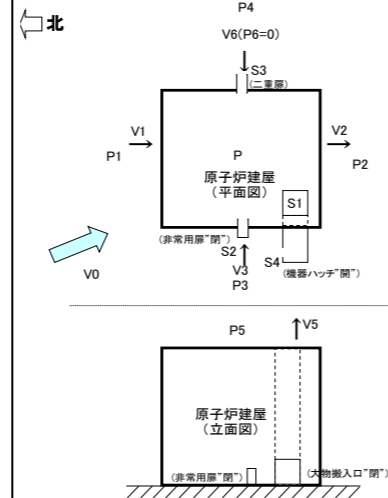 北
P4
V6(P6=0)
S3
(二重扉)
V1
V2
P1
P
P2
原子炉建屋
(平面図)
S1
(非常用扉"閉")
S2
S4
V3
(機器ハッチ"開")
V0
P3
P5
V5
原子炉建屋
(立面図)
(非常用扉"閉")
(大物搬入口"閉")